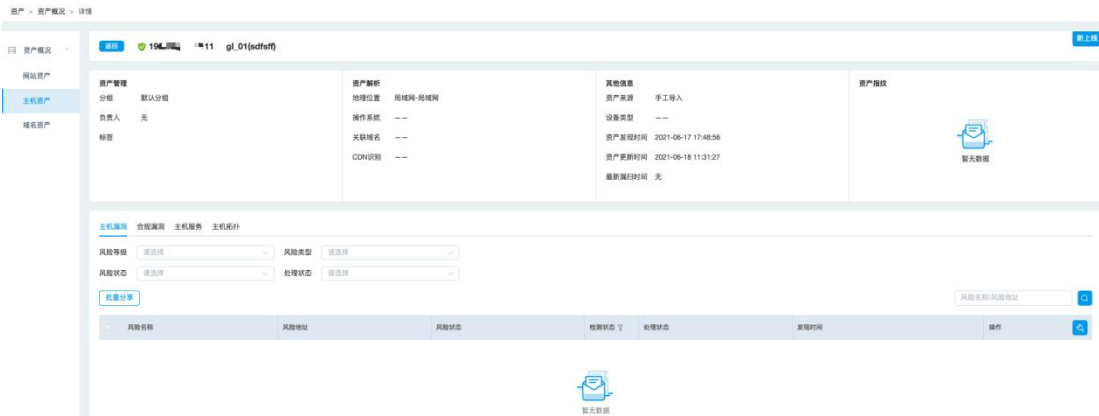 资产 > 资产概况 > 详情
新上线
资产概况
网站资产
主机资产
域名资产
返回 19 11 gl_01(sdfsff)
资产管理
分组 默认分组
负责人 无
标签
资产解析
地理位置 局域网-局域网
操作系统 ——
关联域名 ——
CDN识别 ——
其他信息
资产来源 手工导入
设备类型 ——
资产发现时间 2021-06-17 17:48:56
资产更新时间 2021-06-18 11:31:27
最新漏扫时间 无
资产指纹
暂无数据
主机漏洞 合规漏洞 主机服务 主机拓扑
风险等级 请选择 风险类型 请选择
风险状态 请选择 处理状态 请选择
批量分享 风险名称/风险地址
风险名称 风险地址 风险状态 检测状态 处理状态 发现时间 操作
暂无数据